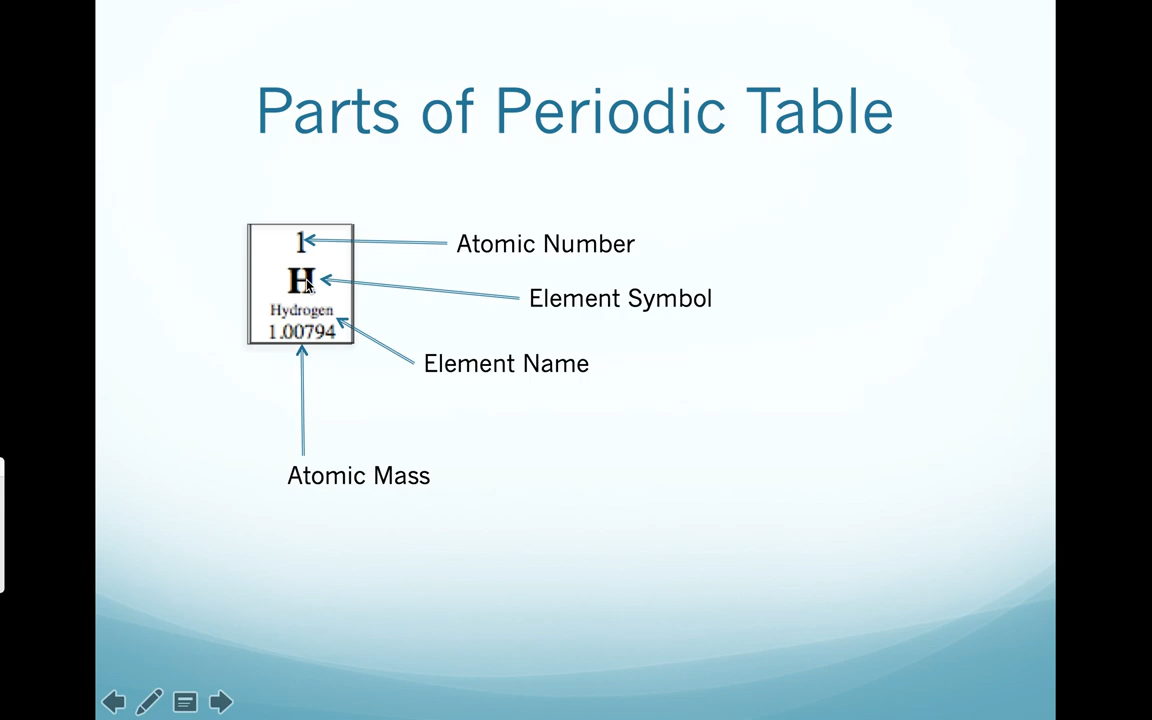 Parts of Periodic Table
1
Atomic Number
H
Element Symbol
Hydrogen
1.00794
Element Name
Atomic Mass